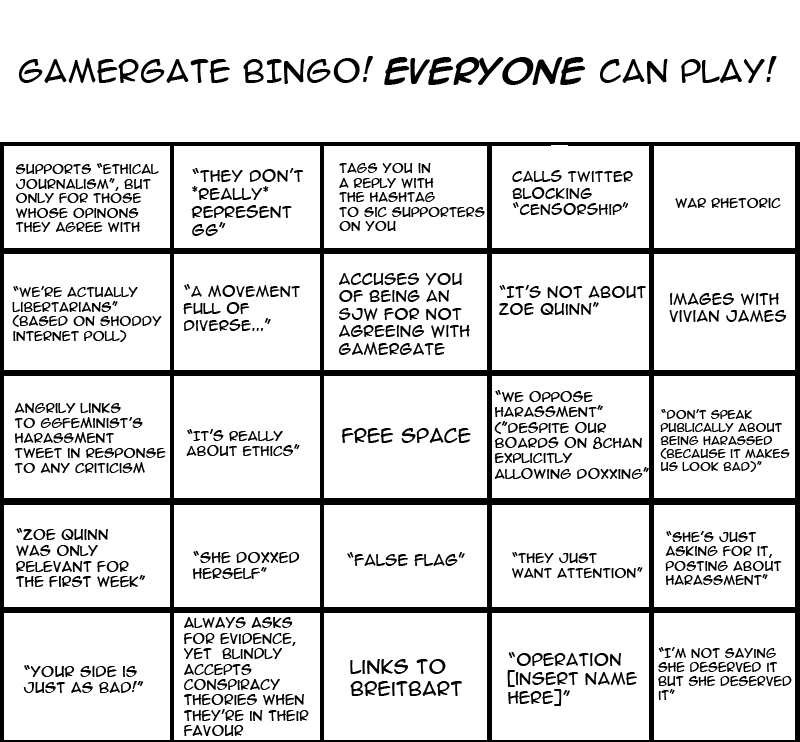 GAMERGATE BINGO! EVERYONE CAN PLAY!
SUPPORTS "ETHICAL
JOURNALISM", BUT
ONLY FOR THOSE
WHOSE OPINONS
THEY AGREE WITH
"THEY DON'T
*REALLY*
REPRESENT
GG"
TAGS YOU IN
A REPLY WITH
THE HASHTAG
TO SIC SUPPORTERS
ON YOU
CALLS TWITTER
BLOCKING
"CENSORSHIP"
WAR RHETORIC
"WE'RE ACTUALLY
LIBERTARIANS"
(BASED ON SHODDY
INTERNET POLL)
"A MOVEMENT
FULL OF
DIVERSE..."
ACCUSES YOU
OF BEING AN
SJW FOR NOT
AGREEING WITH
GAMERGATE
"IT'S NOT ABOUT
ZOE QUINN"
IMAGES WITH
VIVIAN JAMES
ANGRILY LINKS
TO GGFEMINIST'S
HARASSMENT
TWEET IN RESPONSE
TO ANY CRITICISM
"IT'S REALLY
ABOUT ETHICS"
FREE SPACE
"WE OPPOSE
HARASSMENT"
("DESPITE OUR
BOARDS ON 8CHAN
EXPLICITLY
ALLOWING DOXXING"
"DON'T SPEAK
PUBLICALLY ABOUT
BEING HARASSED
(BECAUSE IT MAKES
US LOOK BAD)"
"ZOE QUINN
WAS ONLY
RELEVANT FOR
THE FIRST WEEK"
"SHE DOXXED
HERSELF"
"FALSE FLAG"
"THEY JUST
WANT ATTENTION"
"SHE'S JUST
ASKING FOR IT,
POSTING ABOUT
HARASSMENT"
"YOUR SIDE IS
JUST AS BAD!"
ALWAYS ASKS
FOR EVIDENCE,
YET BLINDLY
ACCEPTS
CONSPIRACY
THEORIES WHEN
THEY'RE IN THEIR
FAVOUR
LINKS TO
BREITBART
"OPERATION
[INSERT NAME
HERE]"
"I'M NOT SAYING
SHE DESERVED IT
BUT SHE DESERVED
IT"